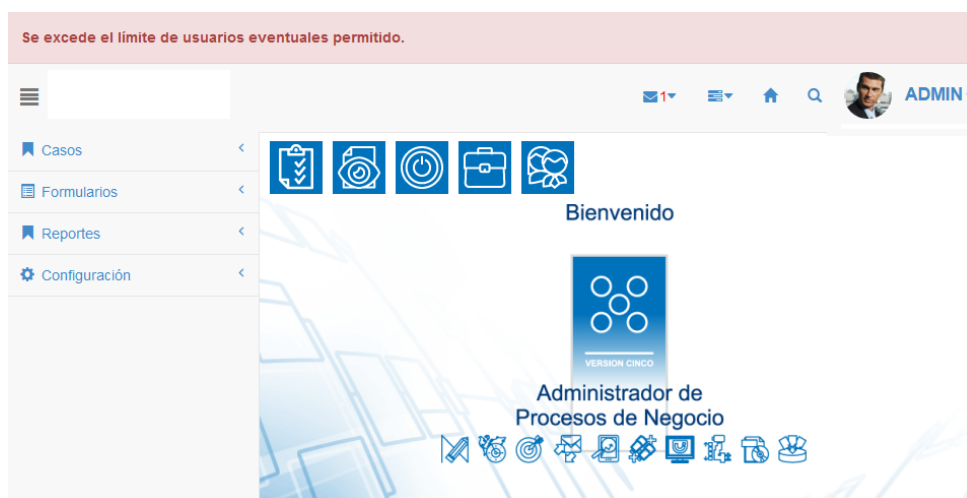 Se excede el límite de usuarios eventuales permitido.
1
ADMIN
Casos
Formularios
Reportes
Configuración
Bienvenido
VERSION CINCO
Administrador de
Procesos de Negocio